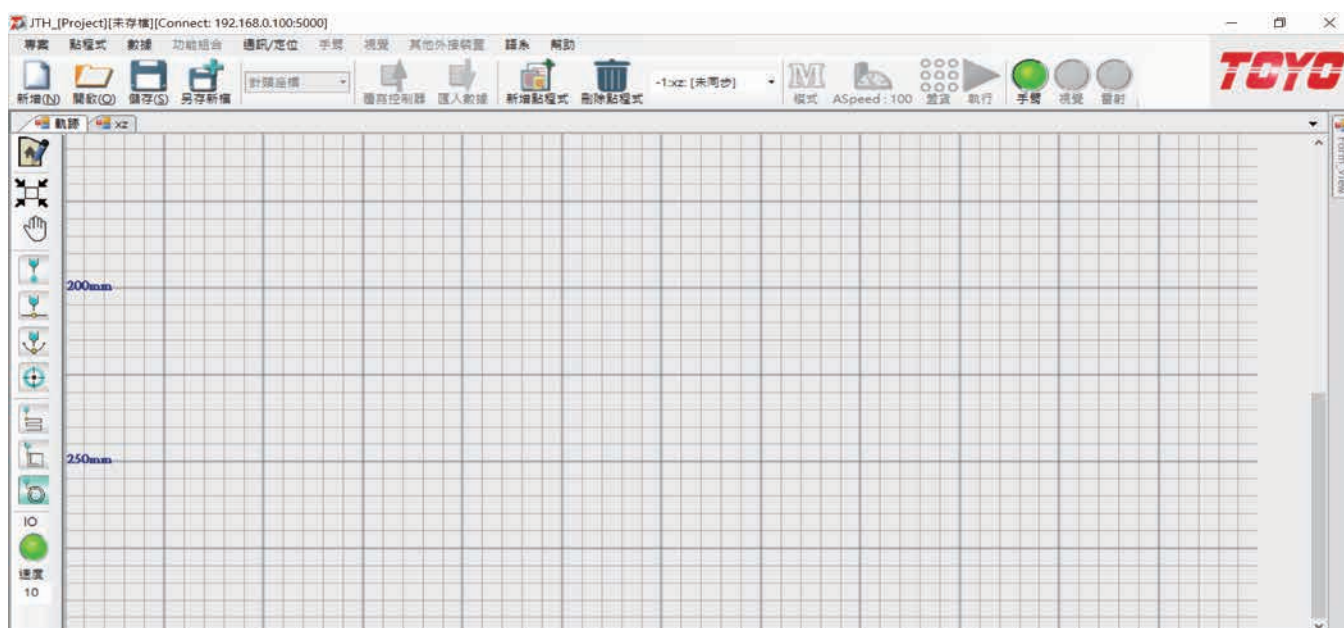 JTH_[Project][未存檔][Connect: 192.168.0.100:5000]
專案 點程式 數據 功能組合 通訊/定位 手臂 視覺 其他外接裝置 語系 幫助
新增(N) 開啟(O) 儲存(S) 另存新檔 針頭座標 覆寫控制器 匯入數據 新增點程式 刪除點程式 -1:xz: [未同步] M 模式 ASpeed : 100 盤貨 執行 手臂 視覺 雷射 TOYO
軌跡 xz
Form_View
200mm
250mm
IO
速度
10